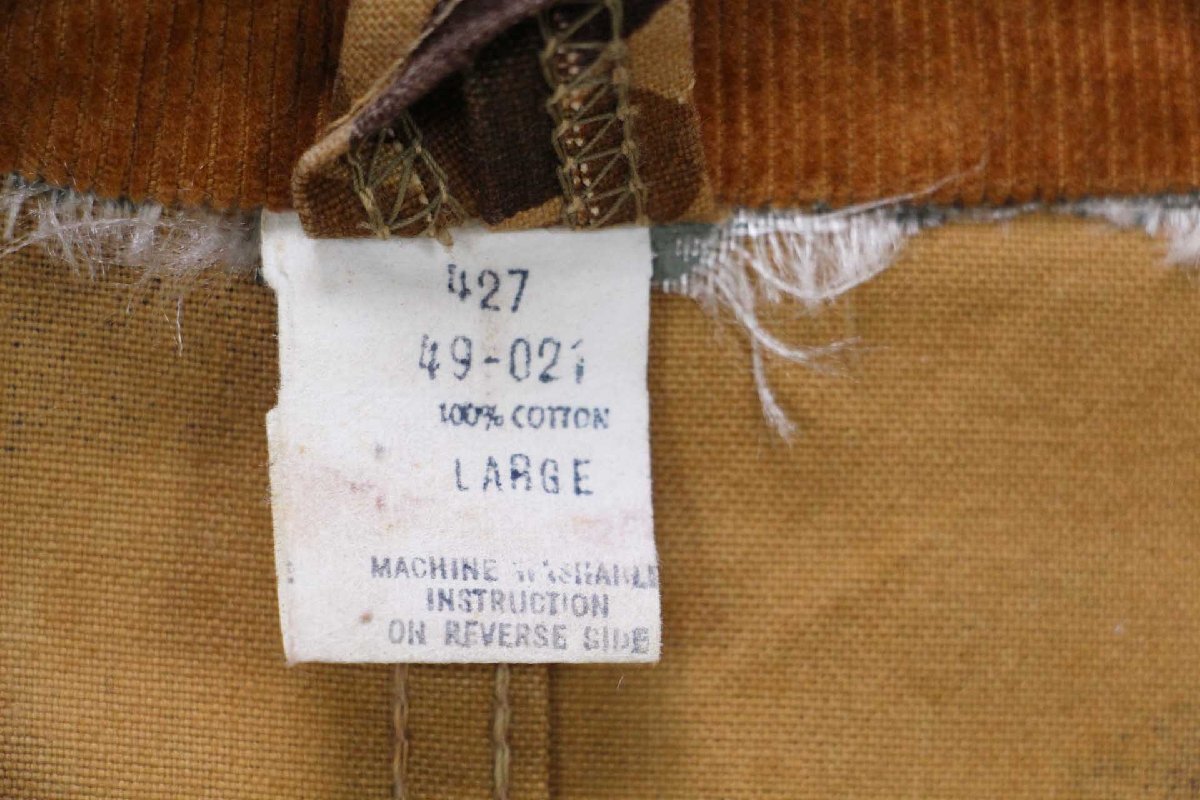 427
49-021
100% COTTON
LARGE
MACHINE WASHABLE
INSTRUCTION
ON REVERSE SIDE